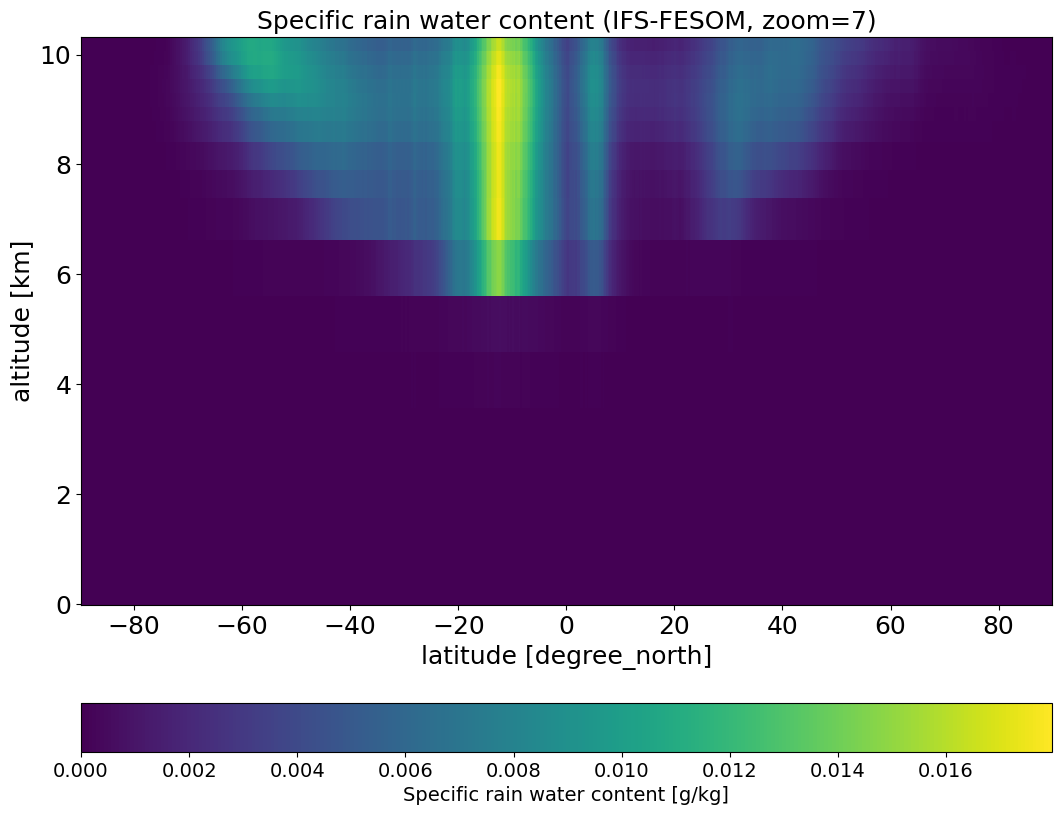 Specific rain water content (IFS-FESOM, zoom=7)
10
8
6
4
2
0
altitude [km]
−80 −60 −40 −20 0 20 40 60 80
latitude [degree_north]
0.000 0.002 0.004 0.006 0.008 0.010 0.012 0.014 0.016
Specific rain water content [g/kg]